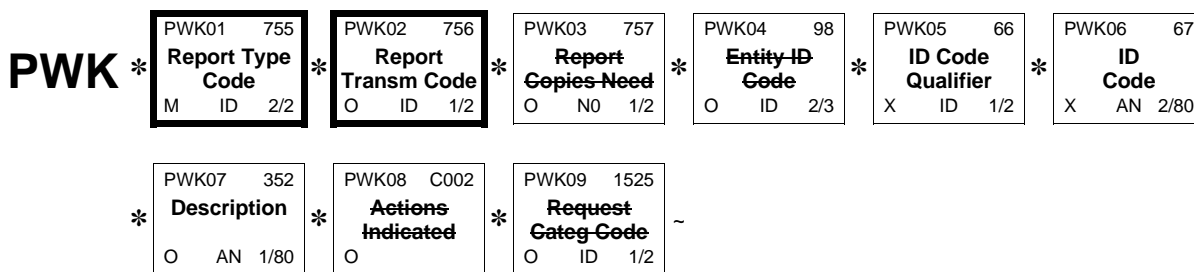 PWK01 755 PWK02 756 PWK03 757 PWK04 98 PWK05 66 PWK06 67
PWK * Report Type * Report * Report * Entity ID * ID Code * ID
Code Transm Code Copies Need Code Qualifier Code
M ID 2/2 O ID 1/2 O N0 1/2 O ID 2/3 X ID 1/2 X AN 2/80
PWK07 352 PWK08 C002 PWK09 1525
* Description * Actions * Request ~
Indicated Categ Code
O AN 1/80 O O ID 1/2